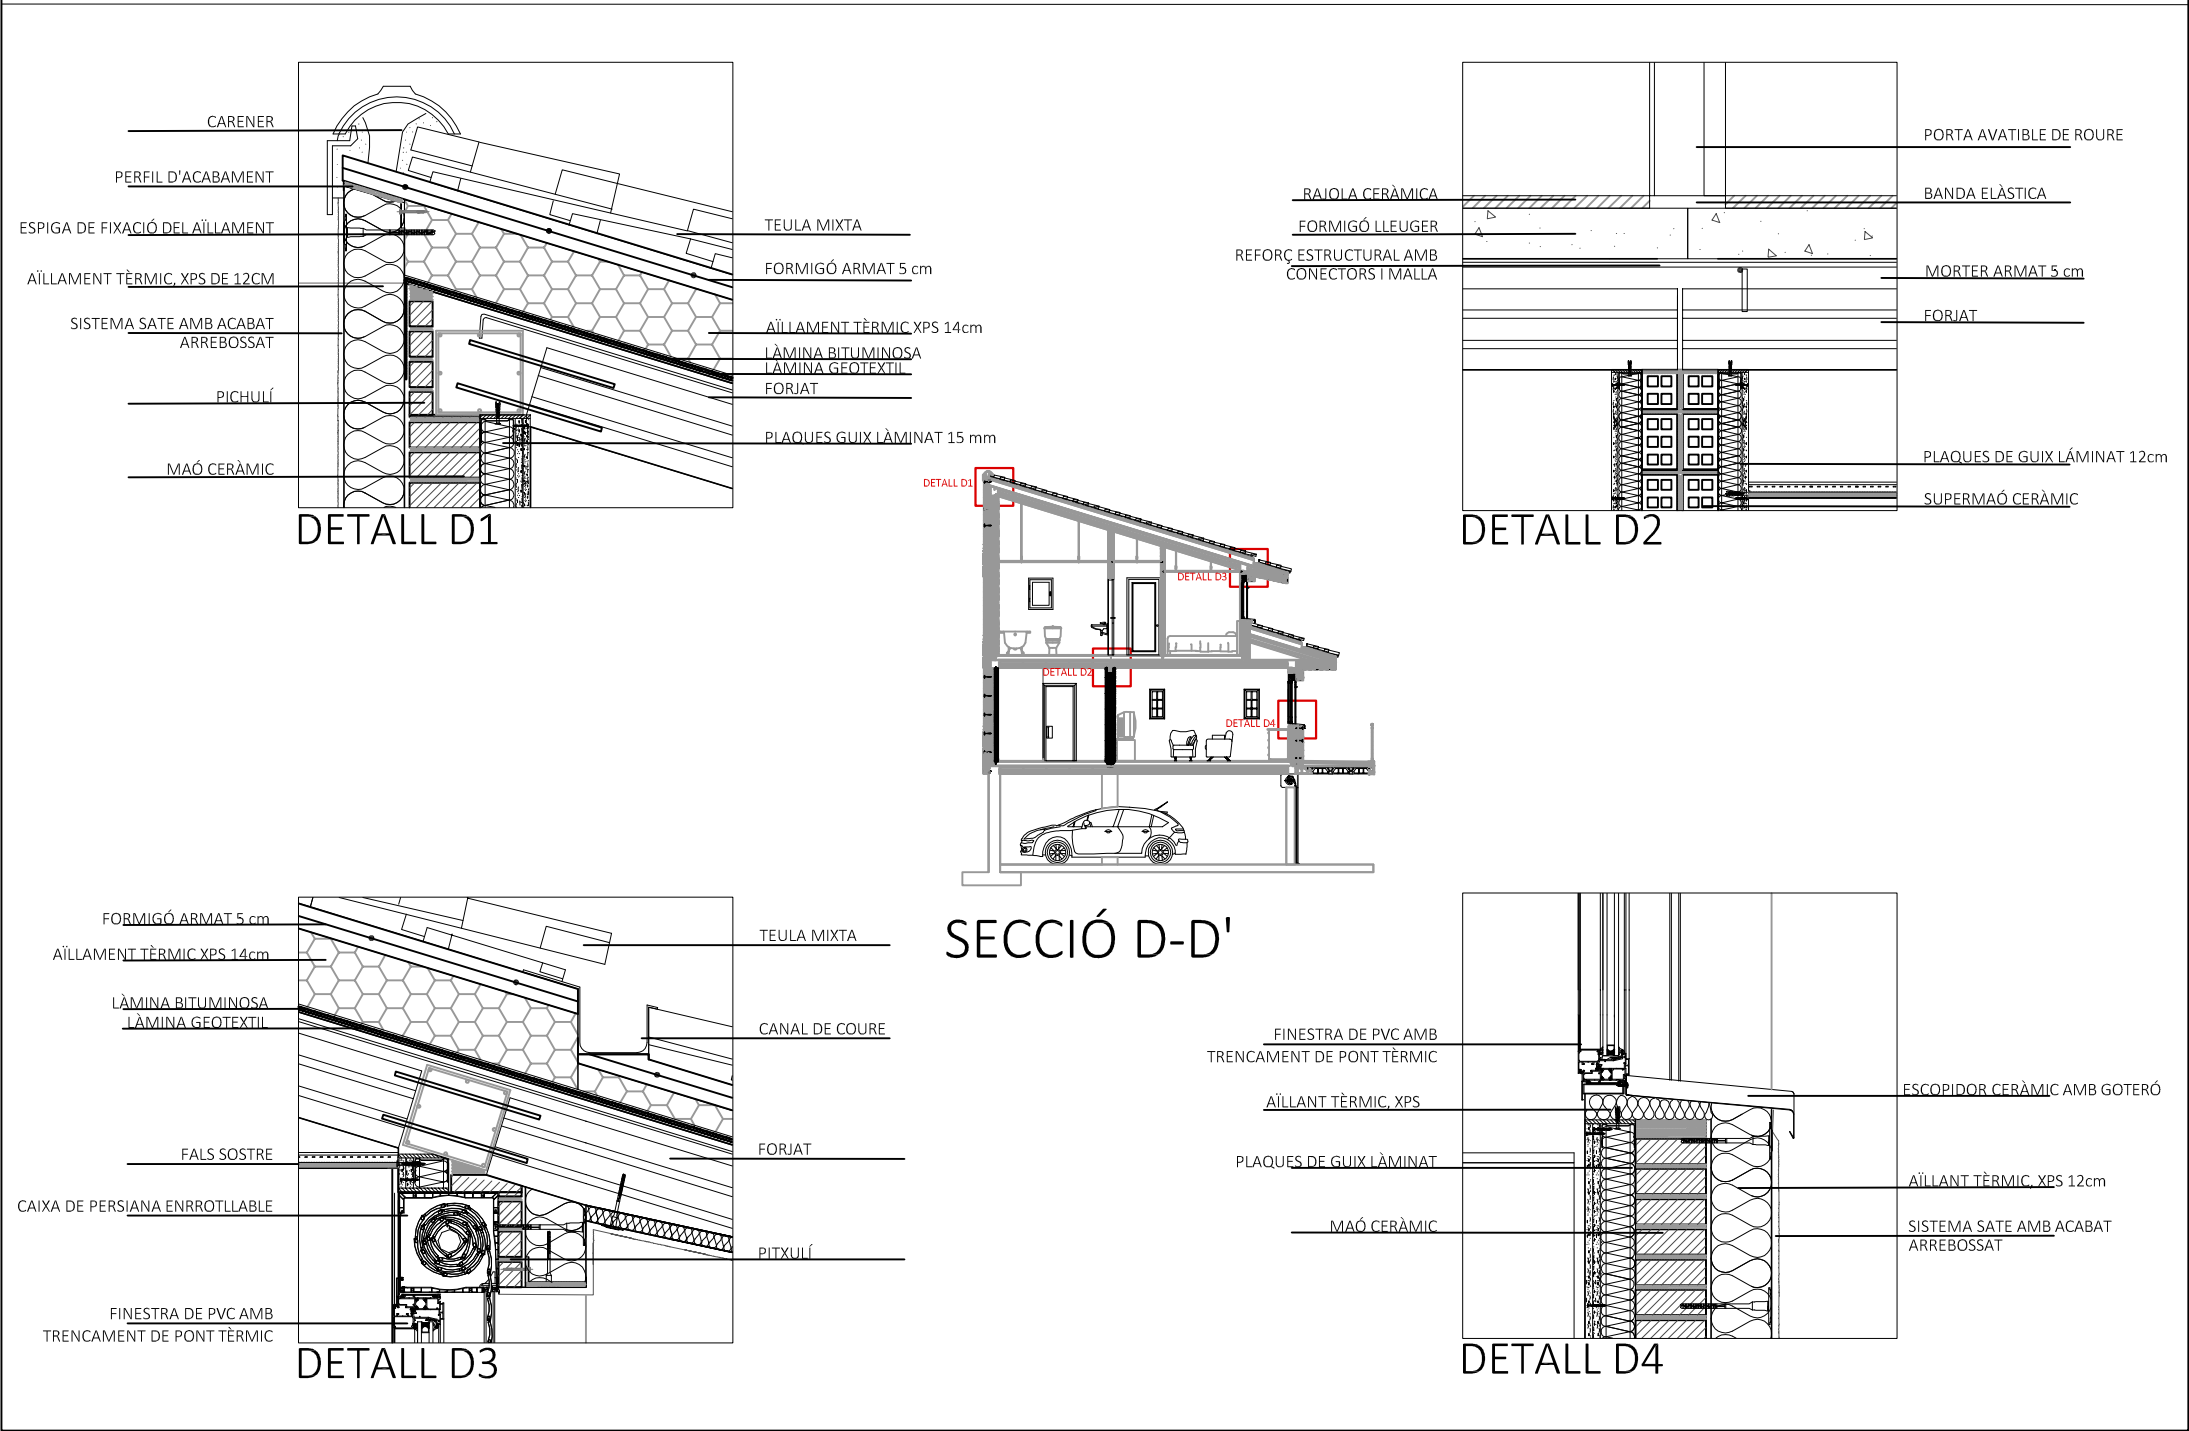 CARENER
PERFIL D'ACABAMENT
ESPIGA DE FIXACIÓ DEL AÏLLAMENT
AÏLLAMENT TÈRMIC, XPS DE 12CM
SISTEMA SATE AMB ACABAT
ARREBOSSAT
PICHULÍ
MAÓ CERÀMIC
TEULA MIXTA
FORMIGÓ ARMAT 5 cm
AÏLLAMENT TÈRMIC XPS 14cm
LÀMINA BITUMINOSA
LÀMINA GEOTEXTIL
FORJAT
PLAQUES GUIX LÀMINAT 15 mm
DETALL D1
RAJOLA CERÀMICA
FORMIGÓ LLEUGER
REFORÇ ESTRUCTURAL AMB
CONECTORS I MALLA
PORTA AVATIBLE DE ROURE
BANDA ELÀSTICA
MORTER ARMAT 5 cm
FORJAT
PLAQUES DE GUIX LÁMINAT 12cm
SUPERMAÓ CERÀMIC
DETALL D2
DETALL D1
DETALL D3
DETALL D2
DETALL D4
SECCIÓ D-D'
FORMIGÓ ARMAT 5 cm
AÏLLAMENT TÈRMIC XPS 14cm
LÀMINA BITUMINOSA
LÀMINA GEOTEXTIL
FALS SOSTRE
CAIXA DE PERSIANA ENRROTLLABLE
FINESTRA DE PVC AMB
TRENCAMENT DE PONT TÈRMIC
TEULA MIXTA
CANAL DE COURE
FORJAT
PITXULÍ
DETALL D3
FINESTRA DE PVC AMB
TRENCAMENT DE PONT TÈRMIC
AÏLLANT TÈRMIC, XPS
PLAQUES DE GUIX LÀMINAT
MAÓ CERÀMIC
ESCOPIDOR CERÀMIC AMB GOTERÓ
AÏLLANT TÈRMIC, XPS 12cm
SISTEMA SATE AMB ACABAT
ARREBOSSAT
DETALL D4